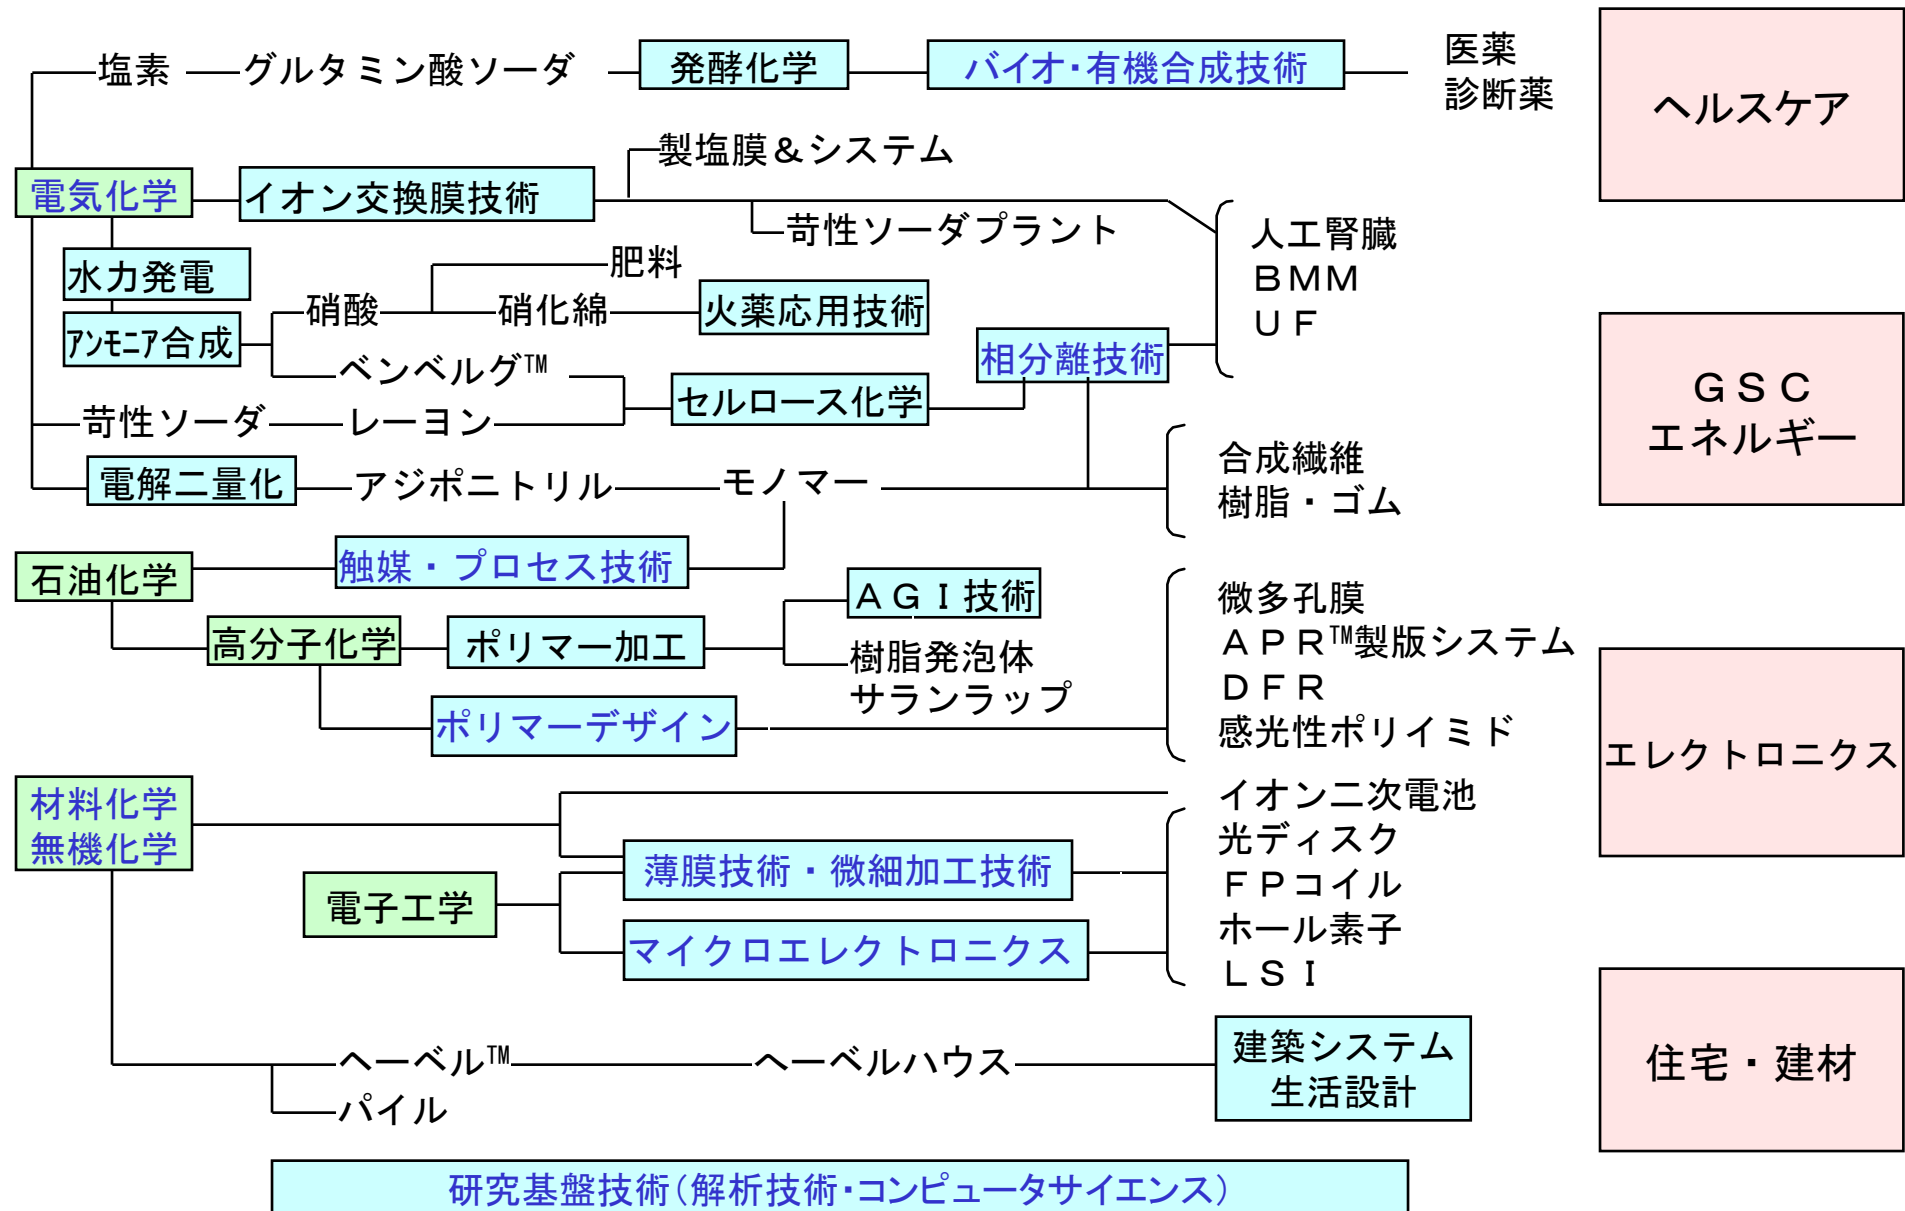 塩素
グルタミン酸ソーダ
発酵化学
バイオ・有機合成技術
医薬
診断薬
ヘルスケア
製塩膜＆システム
電気化学
イオン交換膜技術
苛性ソーダプラント
人工腎臓
ＢＭＭ
ＵＦ
水力発電
肥料
アンモニア合成
硝酸
硝化綿
火薬応用技術
ベンベルグ™
相分離技術
セルロース化学
ＧＳＣ
エネルギー
苛性ソーダ
レーヨン
電解二量化
アジポニトリル
モノマー
合成繊維
樹脂・ゴム
石油化学
触媒・プロセス技術
高分子化学
ポリマー加工
ＡＧＩ技術
樹脂発泡体
サランラップ
ポリマーデザイン
微多孔膜
ＡＰＲ™製版システム
ＤＦＲ
感光性ポリイミド
エレクトロニクス
材料化学
無機化学
イオン二次電池
光ディスク
ＦＰコイル
ホール素子
ＬＳＩ
薄膜技術・微細加工技術
電子工学
マイクロエレクトロニクス
ヘーベル™
ヘーベルハウス
パイル
建築システム
生活設計
住宅・建材
研究基盤技術（解析技術・コンピュータサイエンス）